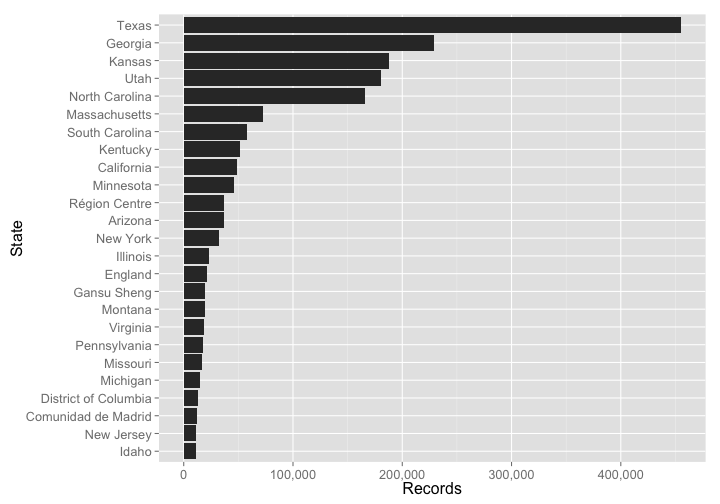 Texas
Georgia
Kansas
Utah
North Carolina
Massachusetts
South Carolina
Kentucky
California
Minnesota
Région Centre
Arizona
New York
Illinois
England
Gansu Sheng
Montana
Virginia
Pennsylvania
Missouri
Michigan
District of Columbia
Comunidad de Madrid
New Jersey
Idaho
State
0 100,000 200,000 300,000 400,000
Records